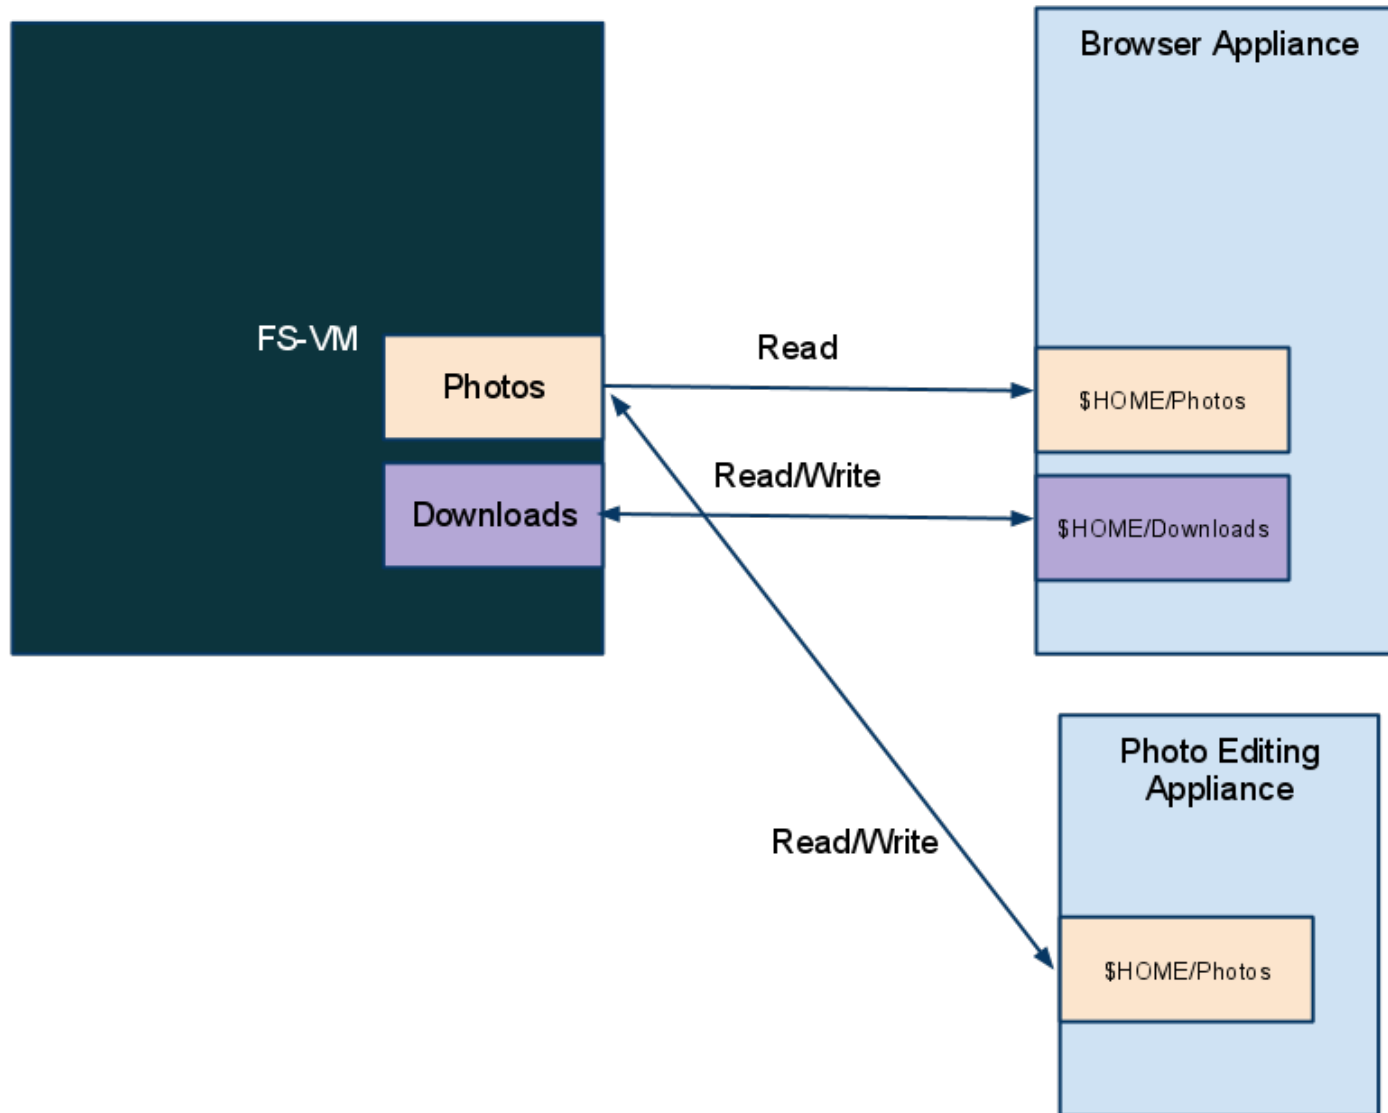 Browser Appliance
FS-VM
Photos
Read
$HOME/Photos
Read/Write
Downloads
$HOME/Downloads
Photo Editing
Appliance
Read/Write
$HOME/Photos